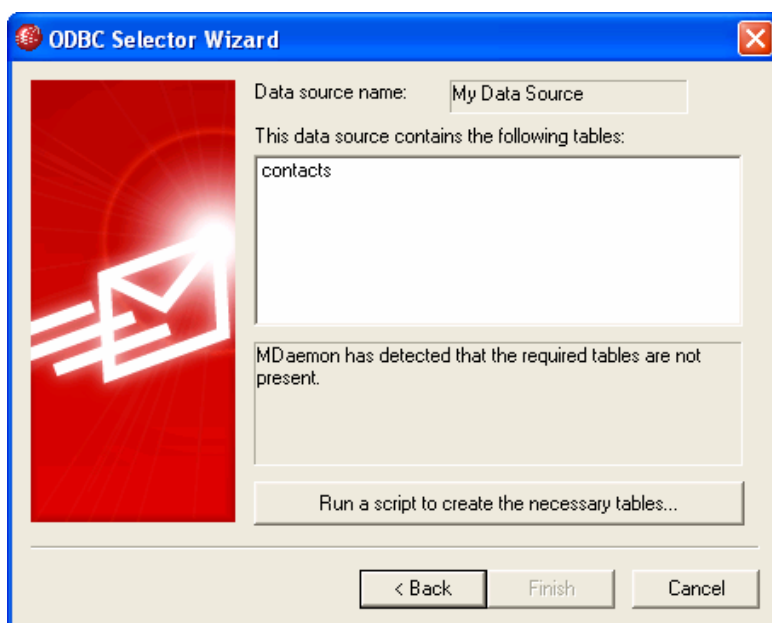 ODBC Selector Wizard
Data source name: My Data Source
This data source contains the following tables:
contacts
MDaemon has detected that the required tables are not
present.
Run a script to create the necessary tables...
< Back Finish Cancel